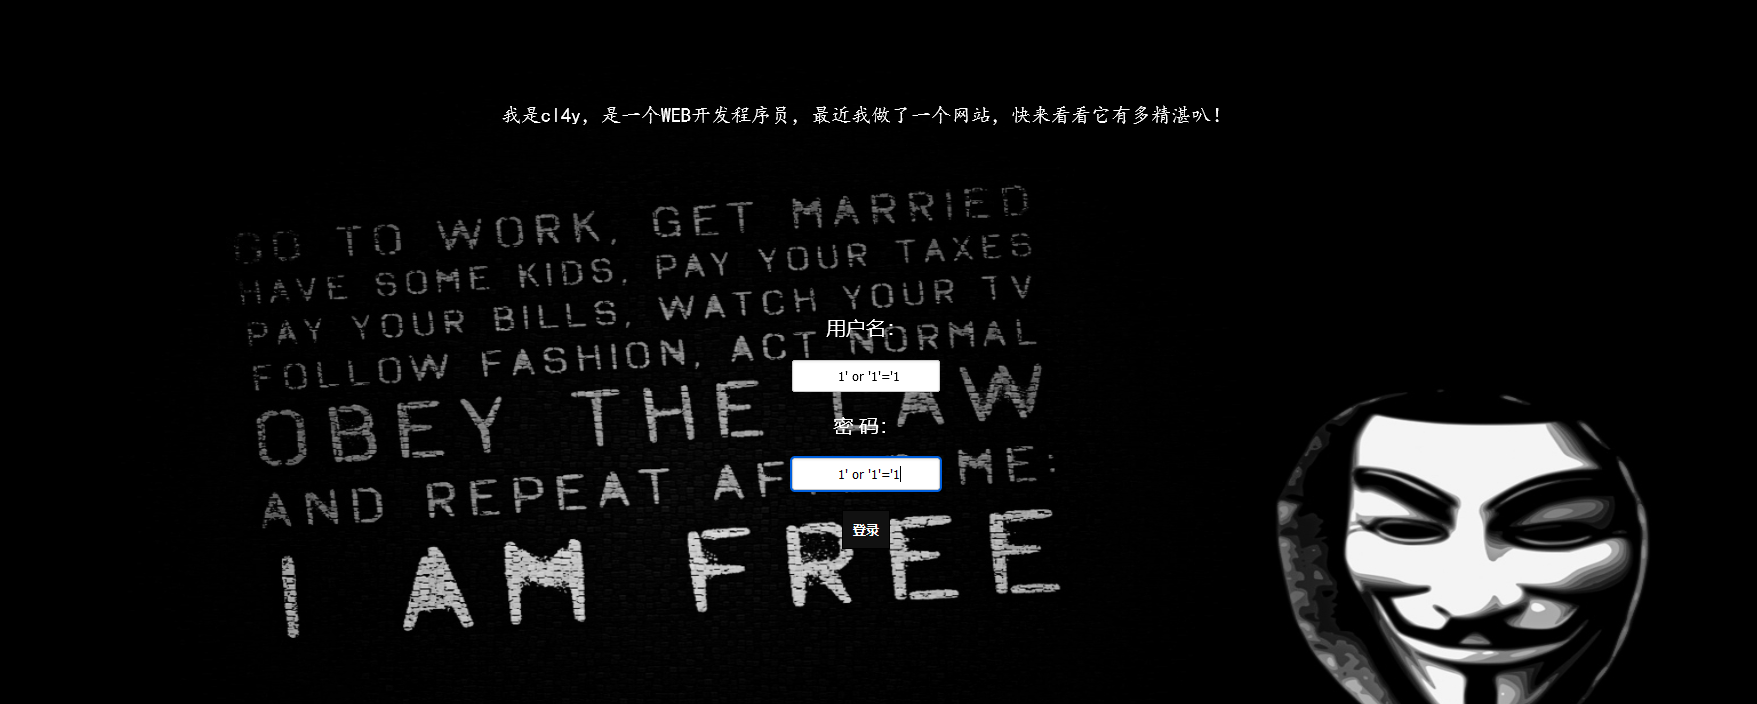 我是cl4y，是一个WEB开发程序员，最近我做了一个网站，快来看看它有多精湛叭！
GO TO WORK, GET MARRIED
HAVE SOME KIDS, PAY YOUR TAXES
PAY YOUR BILLS, WATCH YOUR TV
FOLLOW FASHION, ACT NORMAL
OBEY THE LAW
AND REPEAT AFTER ME:
I AM FREE
用户名：
1' or '1'='1
密 码：
1' or '1'='1
登录